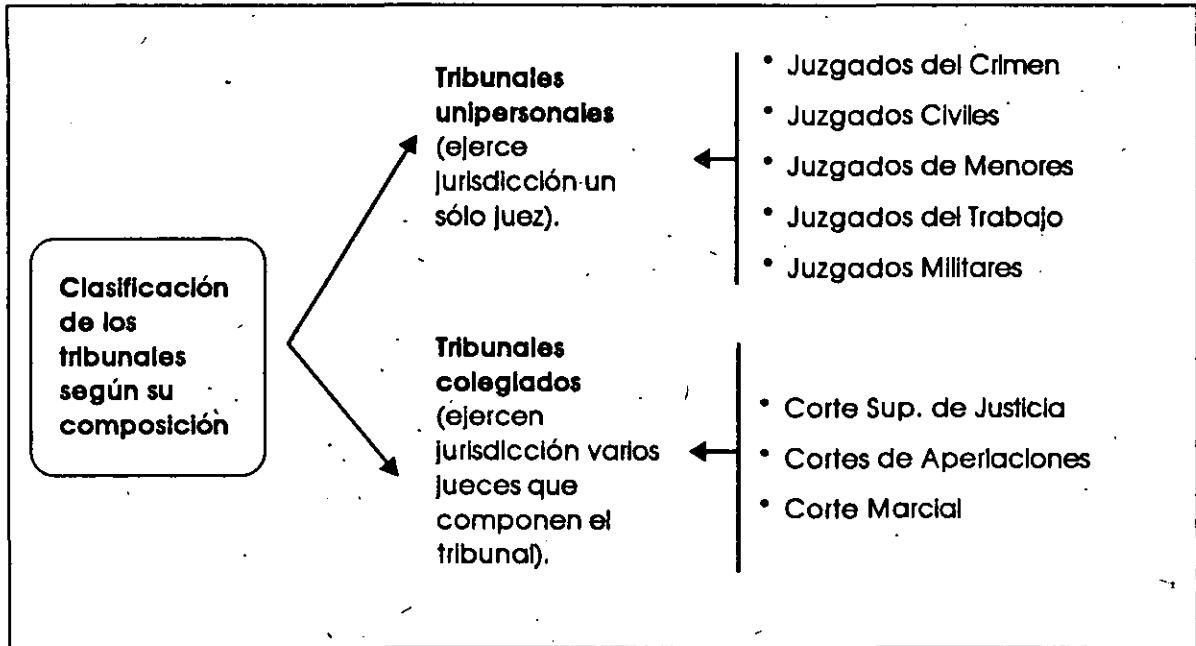 Clasificación
de los
tribunales
según su
composición
Tribunales
unipersonales
(ejerce
jurisdicción un
sólo juez).
• Juzgados del Crimen
• Juzgados Civiles
• Juzgados de Menores
• Juzgados del Trabajo
• Juzgados Militares
Tribunales
colegiados
(ejercen
jurisdicción varios
jueces que
componen el
tribunal).
• Corte Sup. de Justicia
• Cortes de Aperlaciones
• Corte Marcial